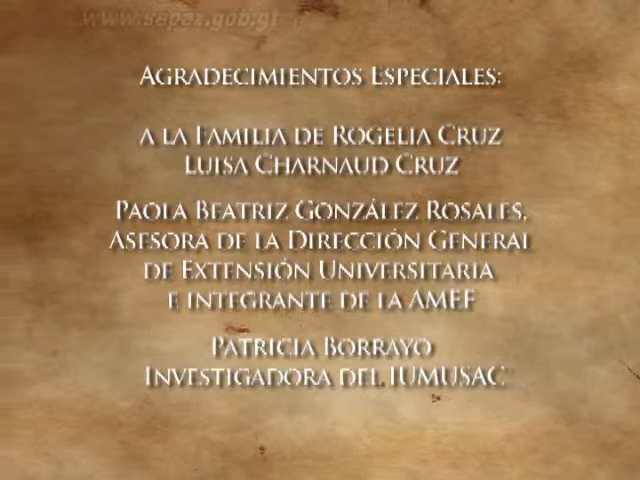 www.sepaz.gob.gt
AGRADECIMIENTOS ESPECIALES:
A LA FAMILIA DE ROGELIA CRUZ
LUISA CHARNAUD CRUZ
PAOLA BEATRIZ GONZÁLEZ ROSALES,
ASESORA DE LA DIRECCIÓN GENERAL
DE EXTENSIÓN UNIVERSITARIA
E INTEGRANTE DE LA AMEF
PATRICIA BORRAYO
INVESTIGADORA DEL IUMUSAC